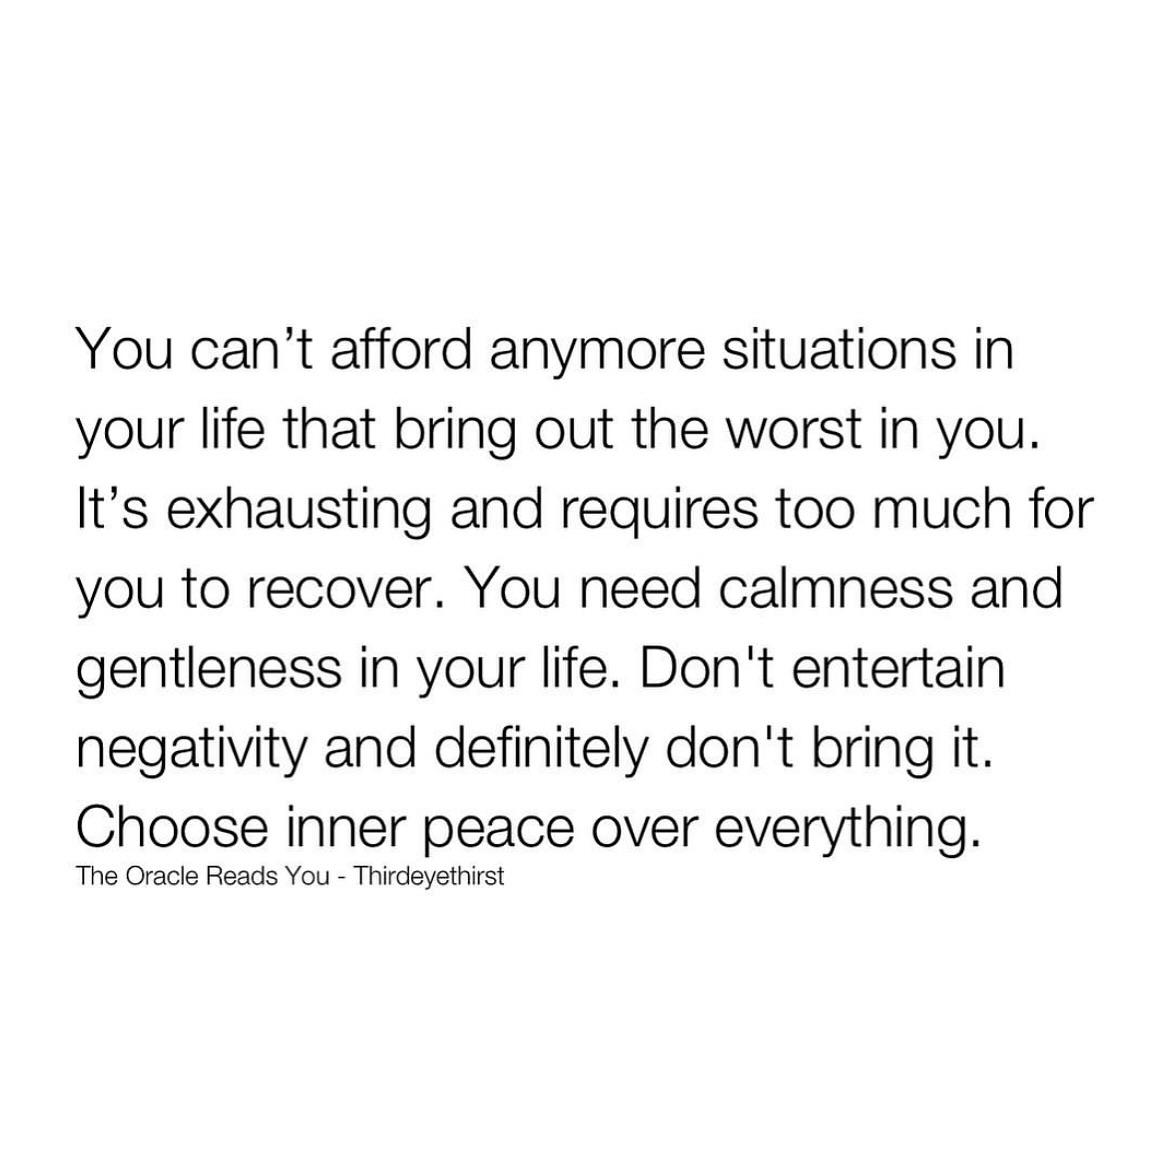 You can’t afford anymore situations in
your life that bring out the worst in you.
It’s exhausting and requires too much for
you to recover. You need calmness and
gentleness in your life. Don't entertain
negativity and definitely don't bring it.
Choose inner peace over everything.
The Oracle Reads You - Thirdeyethirst